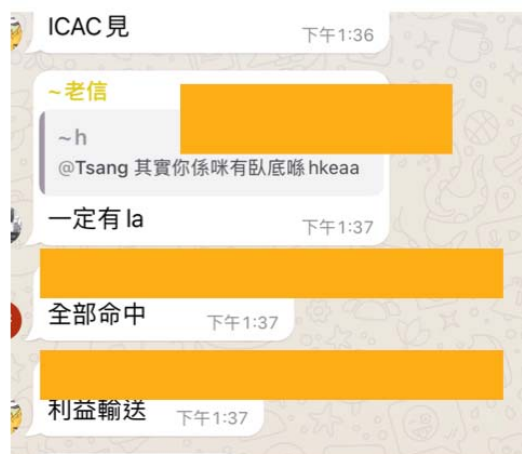 ICAC見
下午1:36
~老信
~h
@Tsang 其實你係咪有臥底喺hkeaa
一定有la
下午1:37
全部命中
下午1:37
利益輸送
下午1:37